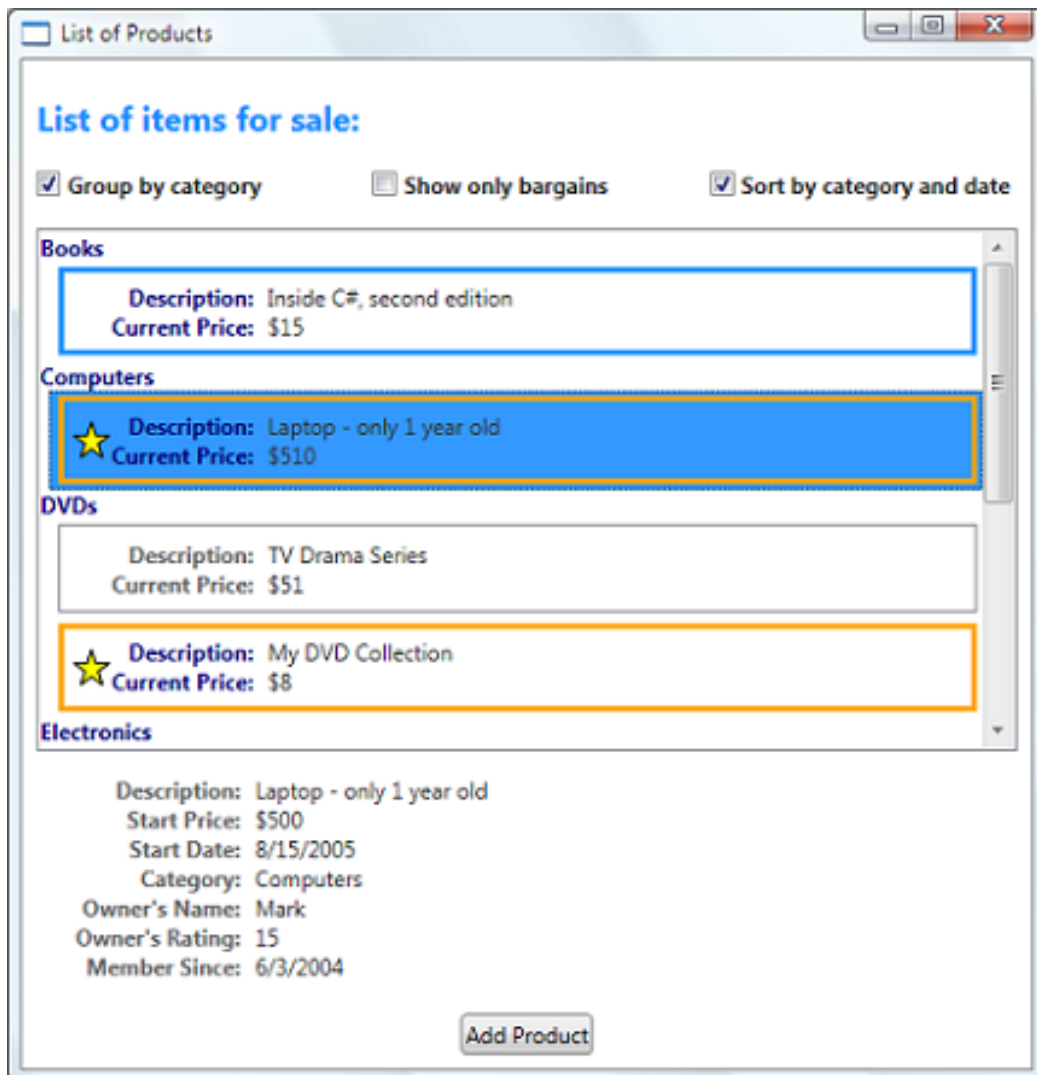 List of Products
List of items for sale:
Group by category Show only bargains Sort by category and date
Books
Description: Inside C#, second edition
Current Price: $15
Computers
Description: Laptop - only 1 year old
Current Price: $510
DVDs
Description: TV Drama Series
Current Price: $51
Description: My DVD Collection
Current Price: $8
Electronics
Description: Laptop - only 1 year old
Start Price: $500
Start Date: 8/15/2005
Category: Computers
Owner's Name: Mark
Owner's Rating: 15
Member Since: 6/3/2004
Add Product